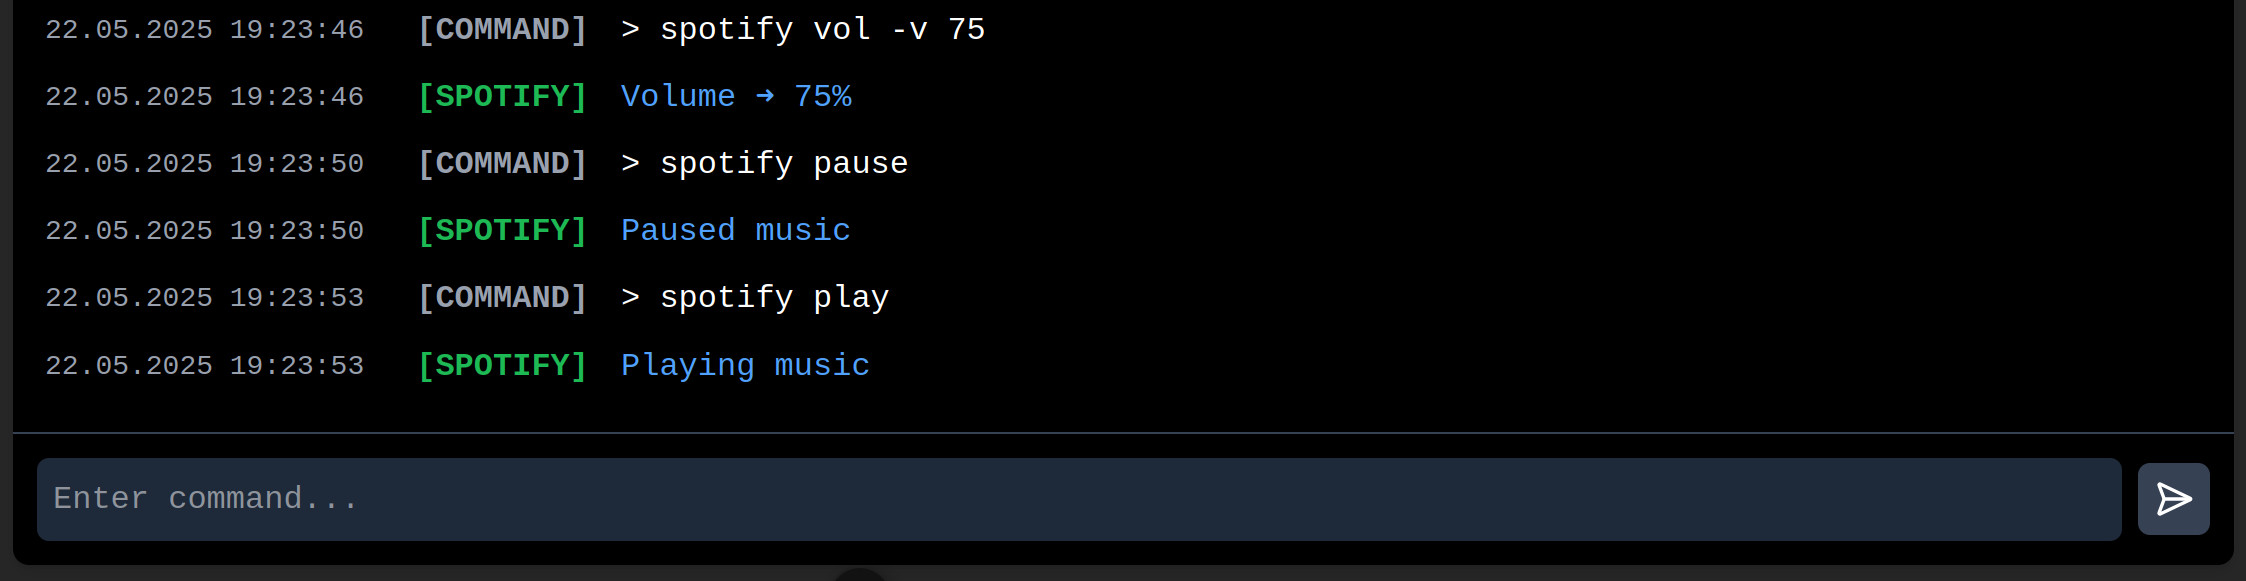 22.05.2025 19:23:46 [COMMAND] > spotify vol -v 75
22.05.2025 19:23:46 [SPOTIFY] Volume ➜ 75%
22.05.2025 19:23:50 [COMMAND] > spotify pause
22.05.2025 19:23:50 [SPOTIFY] Paused music
22.05.2025 19:23:53 [COMMAND] > spotify play
22.05.2025 19:23:53 [SPOTIFY] Playing music
Enter command...